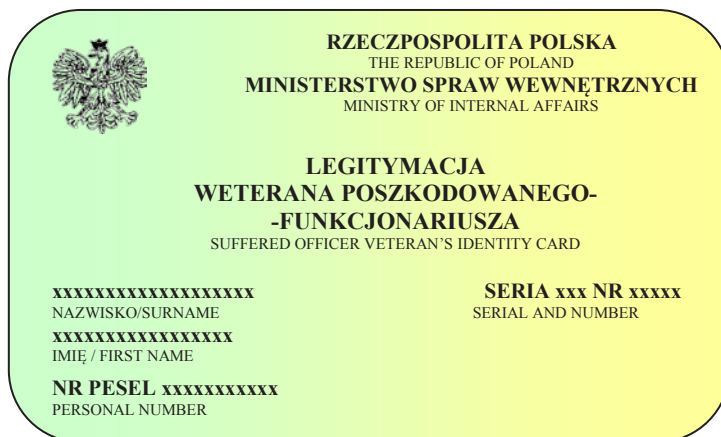 RZECZPOSPOLITA POLSKA
THE REPUBLIC OF POLAND
MINISTERSTWO SPRAW WEWNĘTRZNYCH
MINISTRY OF INTERNAL AFFAIRS
LEGITYMACJA
WETERANA POSZKODOWANEGO-
-FUNKCJONARIUSZA
SUFFERED OFFICER VETERAN'S IDENTITY CARD
xxxxxxxxxxxxxxxxxxx
NAZWISKO/SURNAME
xxxxxxxxxxxxxxxxx
IMIĘ / FIRST NAME
NR PESEL xxxxxxxxxxx
PERSONAL NUMBER
SERIA xxx NR xxxxx
SERIAL AND NUMBER